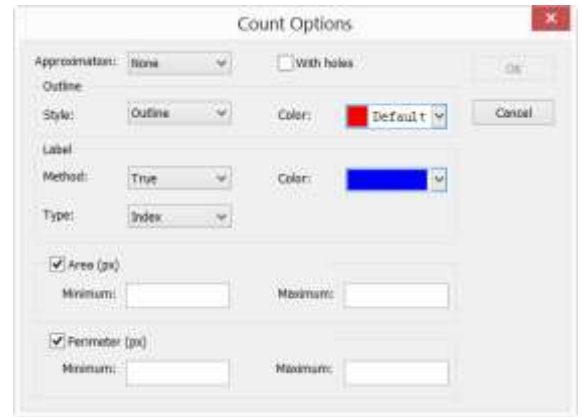 Count Options
Approximation: None With holes OK
Outline
Style: Outline Color: Default Cancel
Label
Method: True Color:
Type: Index
Area (px)
Minimum: Maximum:
Perimeter (px)
Minimum: Maximum: